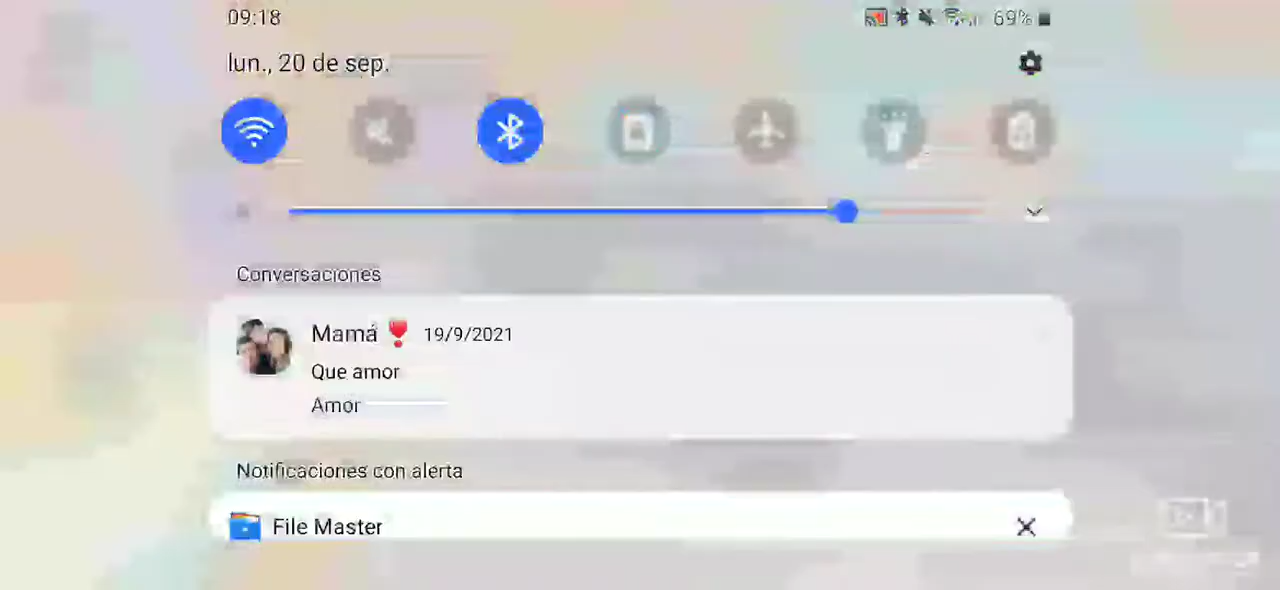 09:18
69%
lun., 20 de sep.
Conversaciones
Mamá 19/9/2021
Que amor
Amor
Notificaciones con alerta
File Master